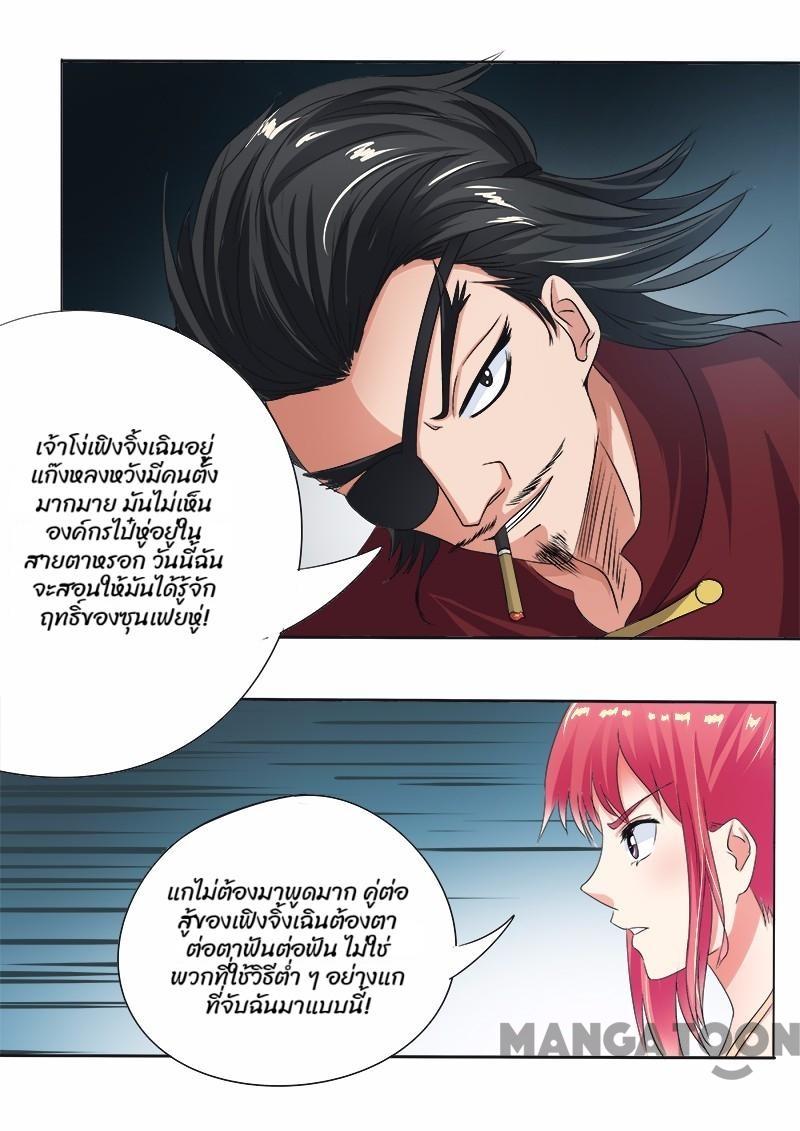 เจ้าโง่เฟิงจิ้งเฉินอยู่
แก๊งหลงหวังมีคนตั้ง
มากมาย มันไม่เห็น
องค์กรไป๋หู่อยู่ใน
สายตาหรอก วันนี้ฉัน
จะสอนให้มันได้รู้จัก
ฤทธิ์ของซุนเฟยหู่!
แกไม่ต้องมาพูดมาก คู่ต่อ
สู้ของเฟิงจิ้งเฉินต้องตา
ต่อตาฟันต่อฟัน ไม่ใช่
พวกที่ใช้วิธีต่ำ ๆ อย่างแก
ที่จับฉันมาแบบนี้!
MANGATOON